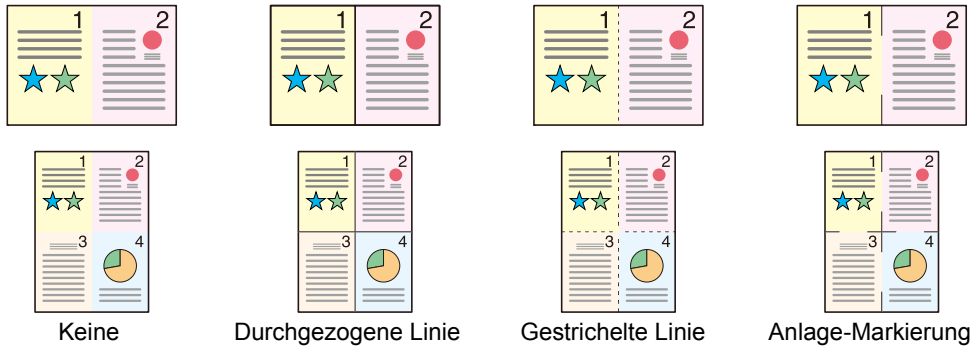 1 2 1 2 1 2 1 2
1 2 1 2 1 2 1 2
3 4 3 4 3 4 3 4
Keine Durchgezogene Linie Gestrichelte Linie Anlage-Markierung